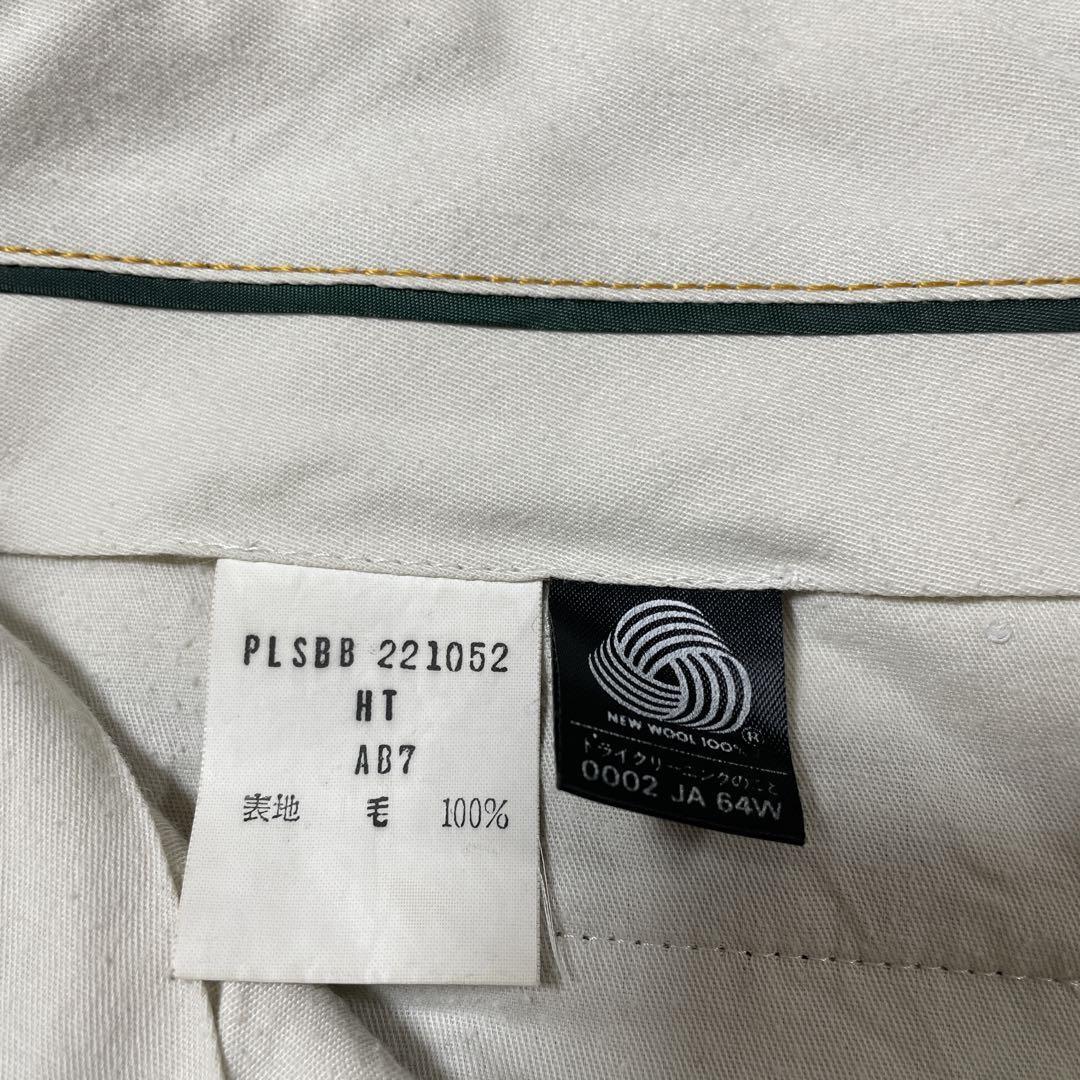 PLSBB 221052
HT
AB7
表地 毛 100%
NEW WOOL 100%
®
ドライクリーニングのこと
0002 JA 64W